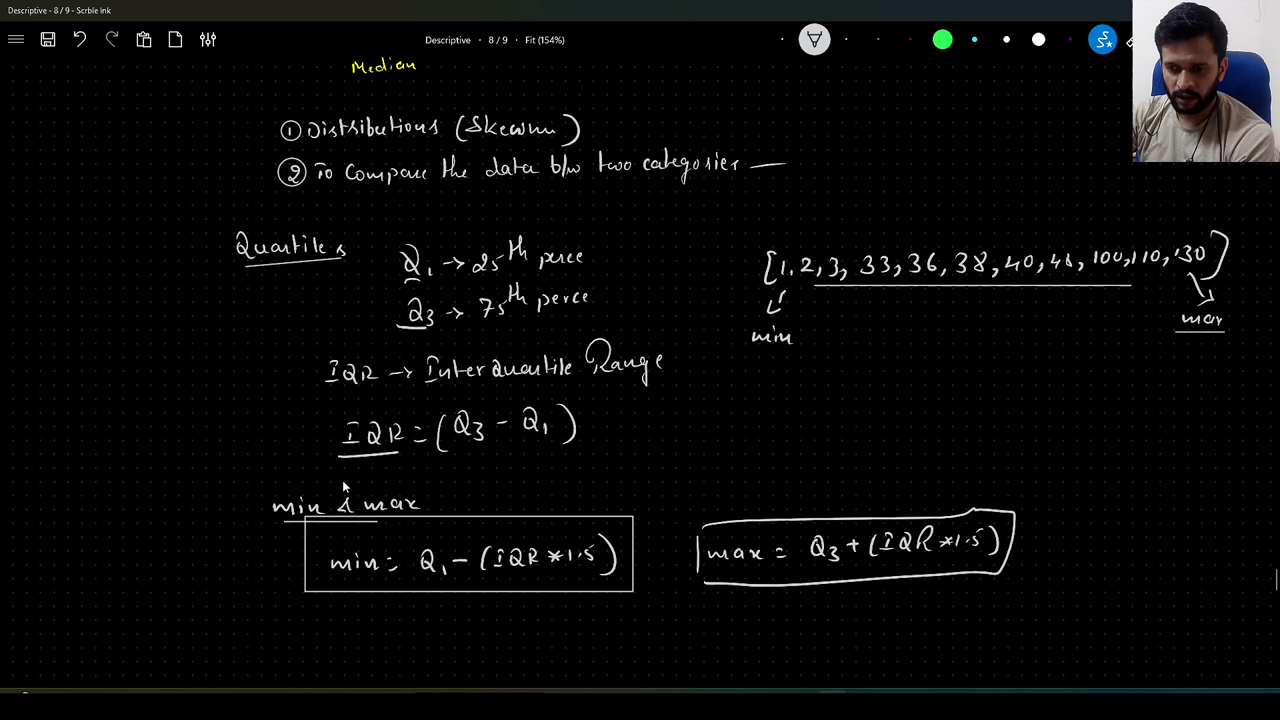 Descriptive - 8 / 9 - Scrble Ink
Descriptive • 8 / 9 • Fit (154%)
Median
① Distributions (Skewnn)
② To Compare the data b/w two categories —
Quartiles
Q1 → 25th perce
Q3 → 75th perce
[1, 2, 3, 33, 36, 38, 40, 48, 100, 110, 130]
min
max
IQR → InterQuartile Range
IQR = (Q3 - Q1)
min & max
min = Q1 - (IQR * 1.5)
max = Q3 + (IQR * 1.5)